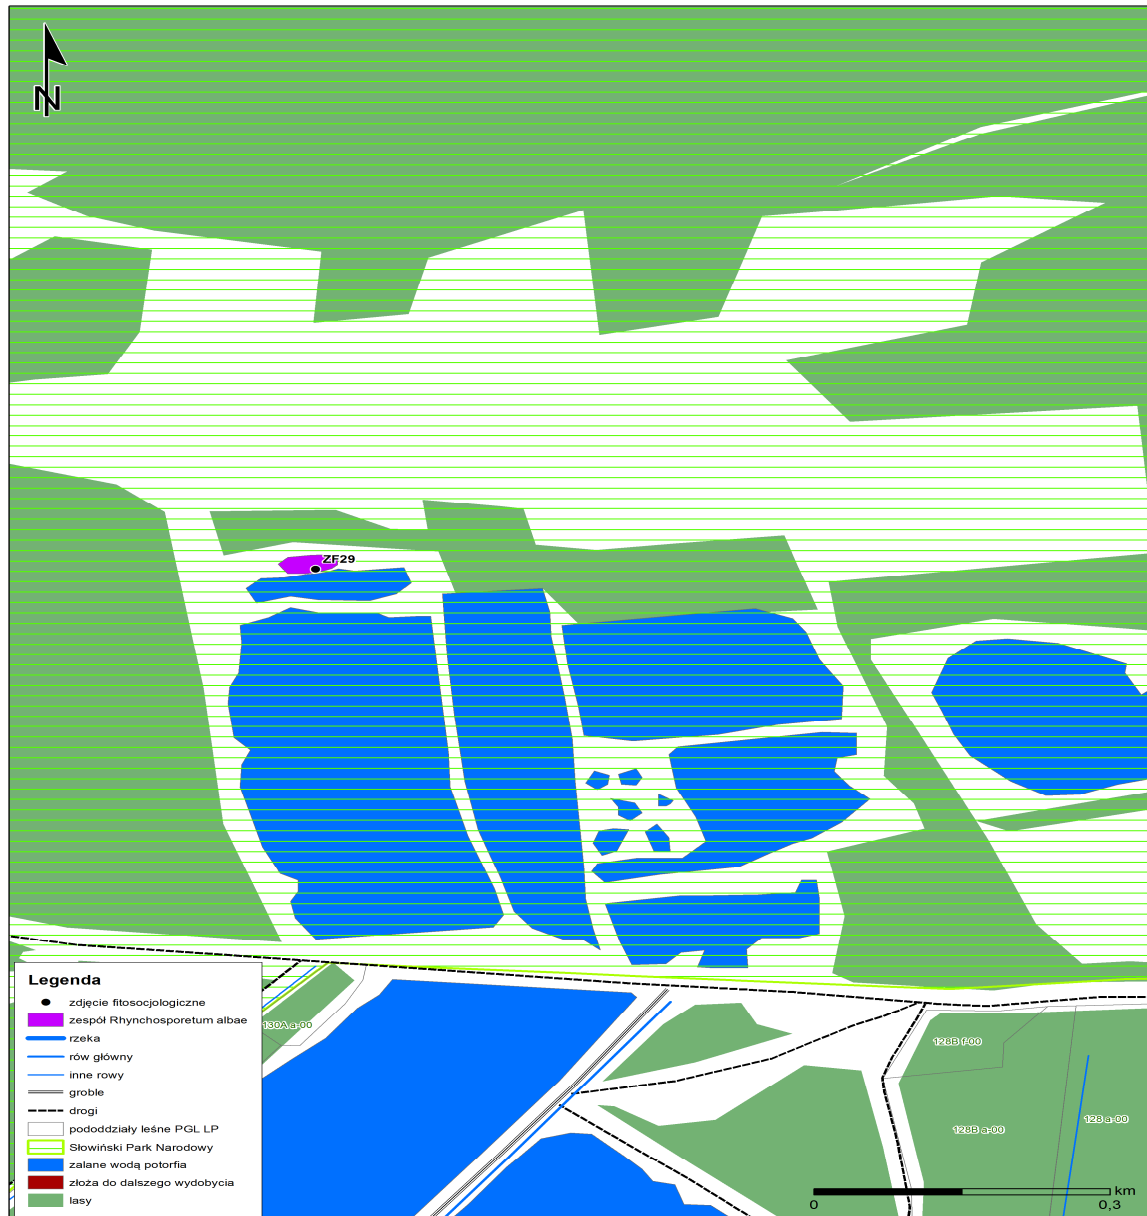 N
ZF29
Legenda
zdjęcie fitosocjologiczne
zespół Rhynchosporetum albae
rzeka
rów główny
inne rowy
groble
drogi
pododdziały leśne PGL LP
Słowiński Park Narodowy
zalane wodą potorfia
złoża do dalszego wydobycia
lasy
130A a-00
128B f-00
128B a-00
128 a-00
km
0
0,3